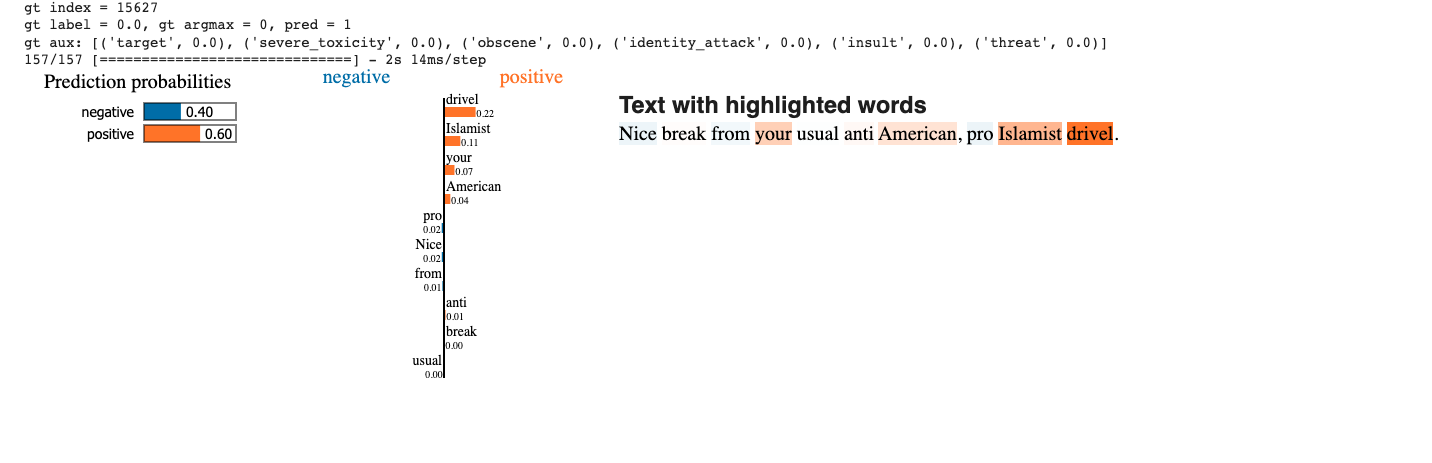 gt index = 15627
gt label = 0.0, gt argmax = 0, pred = 1
gt aux: [('target', 0.0), ('severe_toxicity', 0.0), ('obscene', 0.0), ('identity_attack', 0.0), ('insult', 0.0), ('threat', 0.0)]
157/157 [==============================] - 2s 14ms/step
Prediction probabilities
negative 0.40
positive 0.60
negative positive
drivel
0.22
Islamist
0.11
your
0.07
American
0.04
pro
0.02
Nice
0.02
from
0.01
anti
0.01
break
0.00
usual
0.00
Text with highlighted words
Nice break from your usual anti American, pro Islamist drivel.